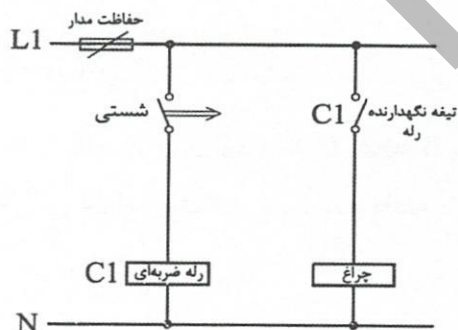 حفاظت مدار
L1
شستی
C1
تیغه نگهدارنده
رله
C1
رله ضربه‌ای
چراغ
N